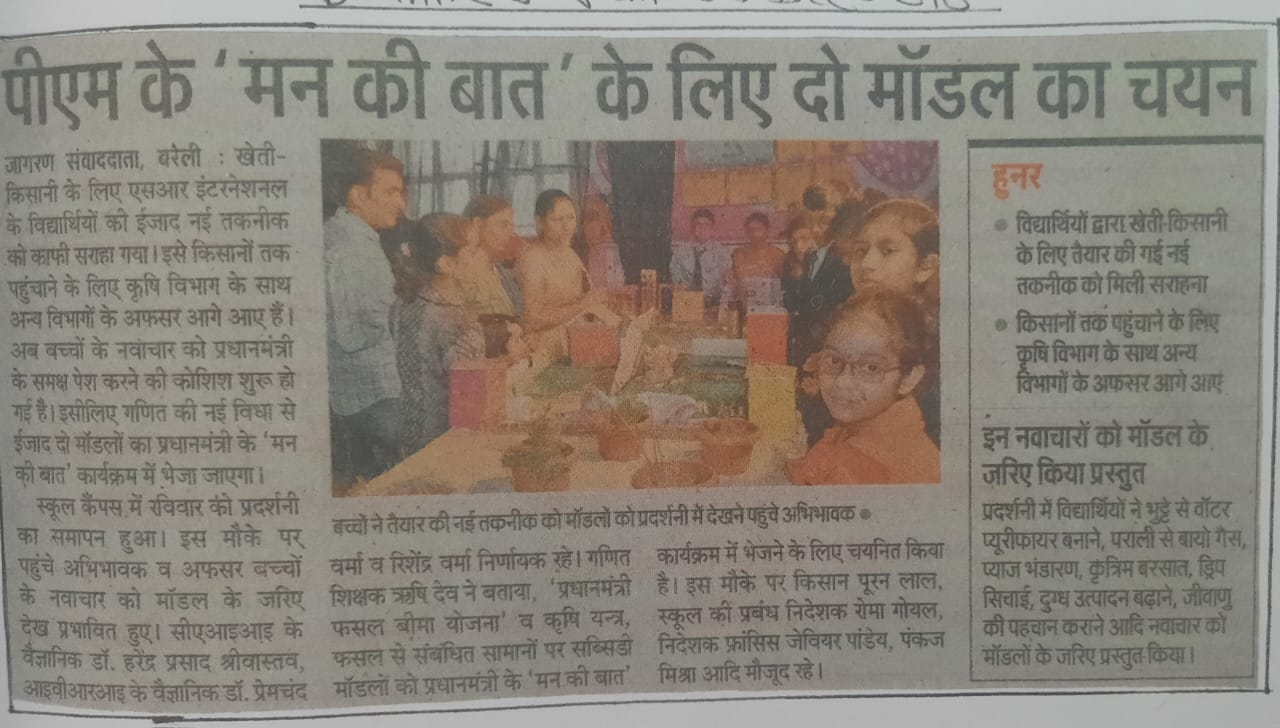 पीएम के 'मन की बात' के लिए दो मॉडल का चयन
जागरण संवाददाता, बरेली : खेती-
किसानी के लिए एसआर इंटरनेशनल
के विद्यार्थियों की ईजाद नई तकनीक
को काफी सराहा गया। इसे किसानों तक
पहुंचाने के लिए कृषि विभाग के साथ
अन्य विभागों के अफसर आगे आए हैं।
अब बच्चों के नवाचार को प्रधानमंत्री
के समक्ष पेश करने की कोशिश शुरू हो
गई है। इसीलिए गणित की नई विधा से
ईजाद दो मॉडलों का प्रधानमंत्री के 'मन
की बात' कार्यक्रम में भेजा जाएगा।
स्कूल कैंपस में रविवार को प्रदर्शनी
का समापन हुआ। इस मौके पर
पहुंचे अभिभावक व अफसर बच्चों
के नवाचार को मॉडल के जरिए
देख प्रभावित हुए। सीएआइआइ के
वैज्ञानिक डॉ. हरेंद्र प्रसाद श्रीवास्तव,
आइवीआरआइ के वैज्ञानिक डॉ. प्रेमचंद
बच्चों ने तैयार की नई तकनीक को मॉडलों को प्रदर्शनी में देखने पहुंचे अभिभावक ●
वर्मा व रिशेंद्र वर्मा निर्णायक रहे। गणित
शिक्षक ऋषि देव ने बताया, 'प्रधानमंत्री
फसल बीमा योजना' व कृषि यन्त्र,
फसल से संबंधित सामानों पर सब्सिडी
मॉडलों को प्रधानमंत्री के 'मन की बात'
कार्यक्रम में भेजने के लिए चयनित किया
है। इस मौके पर किसान पूरन लाल,
स्कूल की प्रबंध निदेशक रोमा गोयल,
निदेशक फ्रांसिस जेवियर पांडेय, पंकज
मिश्रा आदि मौजूद रहे।
हुनर
● विद्यार्थियों द्वारा खेती-किसानी
के लिए तैयार की गई नई
तकनीक को मिली सराहना
● किसानों तक पहुंचाने के लिए
कृषि विभाग के साथ अन्य
विभागों के अफसर आगे आए
इन नवाचारों को मॉडल के
जरिए किया प्रस्तुत
प्रदर्शनी में विद्यार्थियों ने भुट्टे से वॉटर
प्यूरीफायर बनाने, पराली से बायो गैस,
प्याज भंडारण, कृत्रिम बरसात, ड्रिप
सिचाई, दुग्ध उत्पादन बढ़ाने, जीवाणु
की पहचान कराने आदि नवाचार को
मॉडलों के जरिए प्रस्तुत किया।